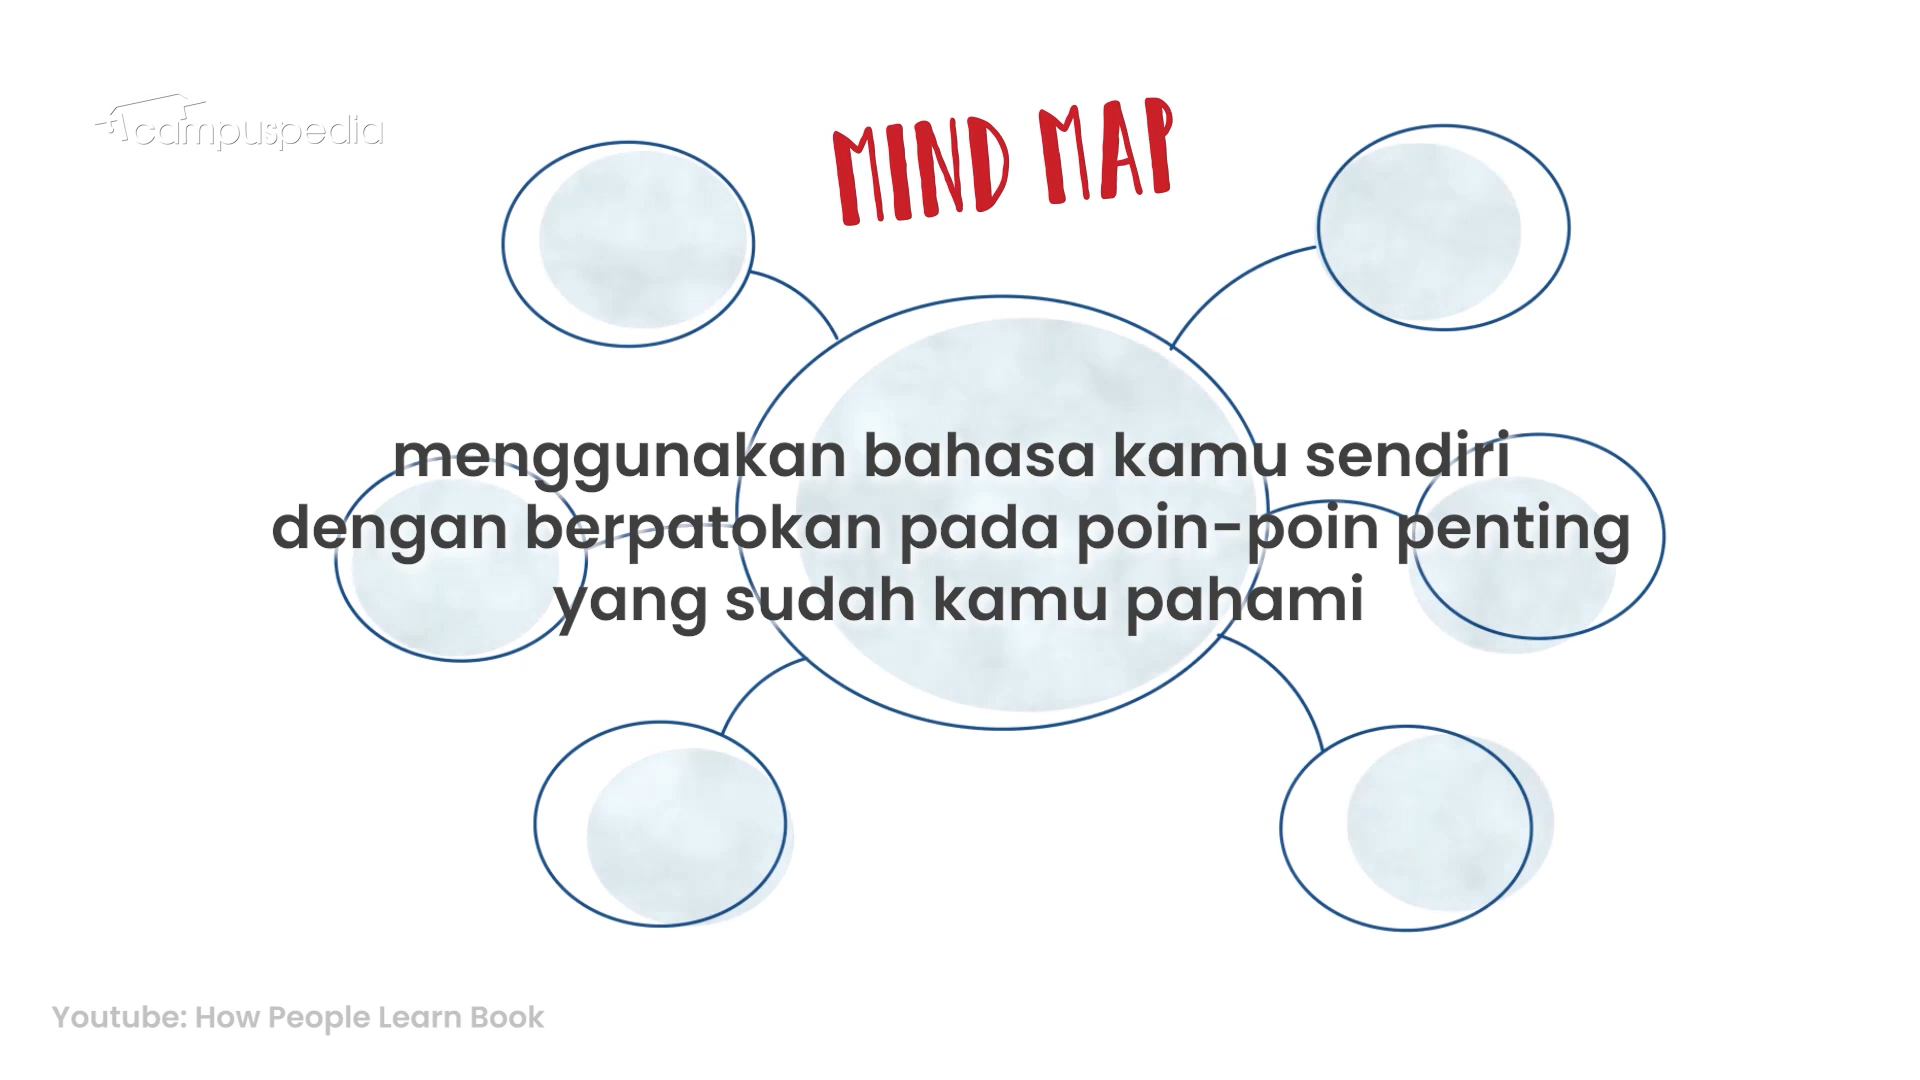 campuspedia
MIND MAP
menggunakan bahasa kamu sendiri
dengan berpatokan pada poin-poin penting
yang sudah kamu pahami
Youtube: How People Learn Book